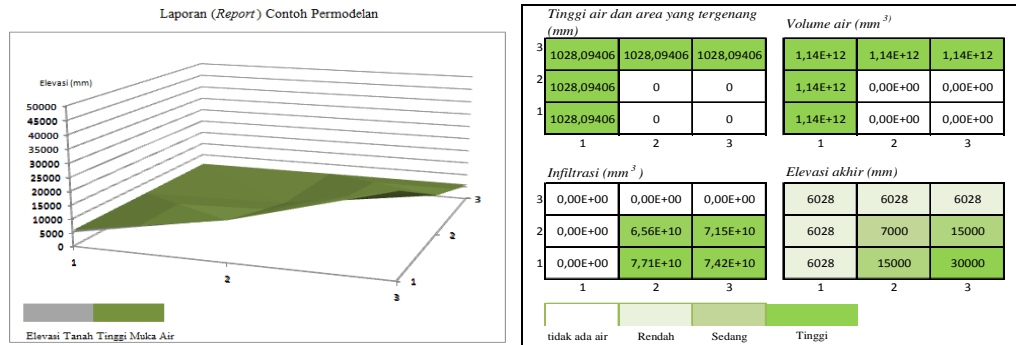 Laporan (Report) Contoh Permodelan
Elevasi (mm)
50000
45000
40000
35000
30000
25000
20000
15000
10000
5000
0
1
2
3
1
2
3
Elevasi Tanah Tinggi Muka Air
Tinggi air dan area yang tergenang
(mm)
3 1028,09406 1028,09406 1028,09406
2 1028,09406 0 0
1 1028,09406 0 0
1 2 3
Volume air (mm³)
1,14E+12 1,14E+12 1,14E+12
1,14E+12 0,00E+00 0,00E+00
1,14E+12 0,00E+00 0,00E+00
1 2 3
Infiltrasi (mm³)
3 0,00E+00 0,00E+00 0,00E+00
2 0,00E+00 6,56E+10 7,15E+10
1 0,00E+00 7,71E+10 7,42E+10
1 2 3
Elevasi akhir (mm)
6028 6028 6028
6028 7000 15000
6028 15000 30000
1 2 3
tidak ada air Rendah Sedang Tinggi